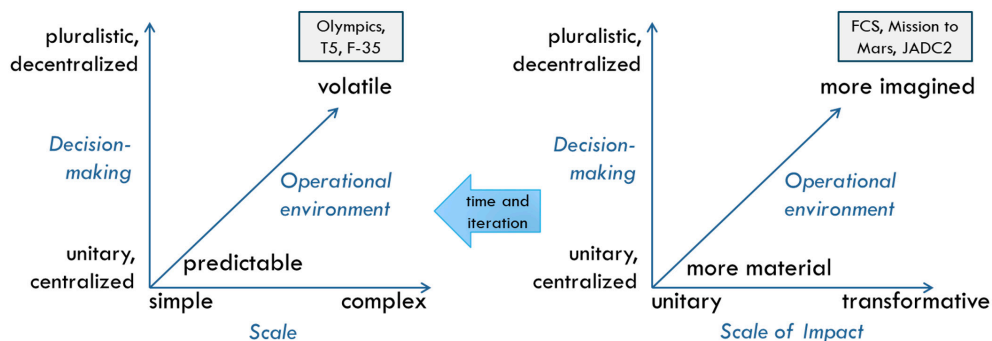 Olympics,
T5, F-35
pluralistic,
decentralized
volatile
Decision-
making
Operational
environment
unitary,
centralized
predictable
simple
complex
Scale
time and
iteration
FCS, Mission to
Mars, JADC2
pluralistic,
decentralized
more imagined
Decision-
making
Operational
environment
unitary,
centralized
more material
unitary
transformative
Scale of Impact